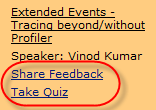 Extended Events -
Tracing beyond/without
Profiler
Speaker: Vinod Kumar
Share Feedback
Take Quiz